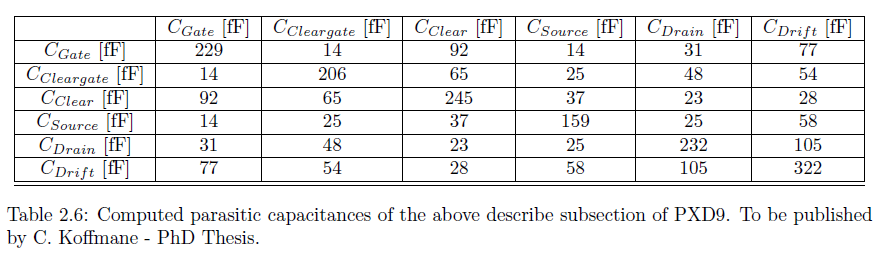 C_Gate [fF] C_Cleargate [fF] C_Clear [fF] C_Source [fF] C_Drain [fF] C_Drift [fF]
C_Gate [fF] 229 14 92 14 31 77
C_Cleargate [fF] 14 206 65 25 48 54
C_Clear [fF] 92 65 245 37 23 28
C_Source [fF] 14 25 37 159 25 58
C_Drain [fF] 31 48 23 25 232 105
C_Drift [fF] 77 54 28 58 105 322
Table 2.6: Computed parasitic capacitances of the above describe subsection of PXD9. To be published
by C. Koffmane - PhD Thesis.